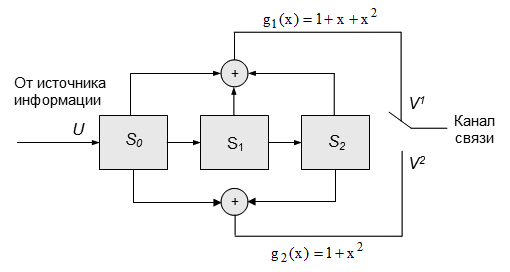 g₁(x) = 1 + x + x²
От источника
информации
U
S₀
S₁
S₂
+
+
V¹
V²
Канал
связи
g₂(x) = 1 + x²